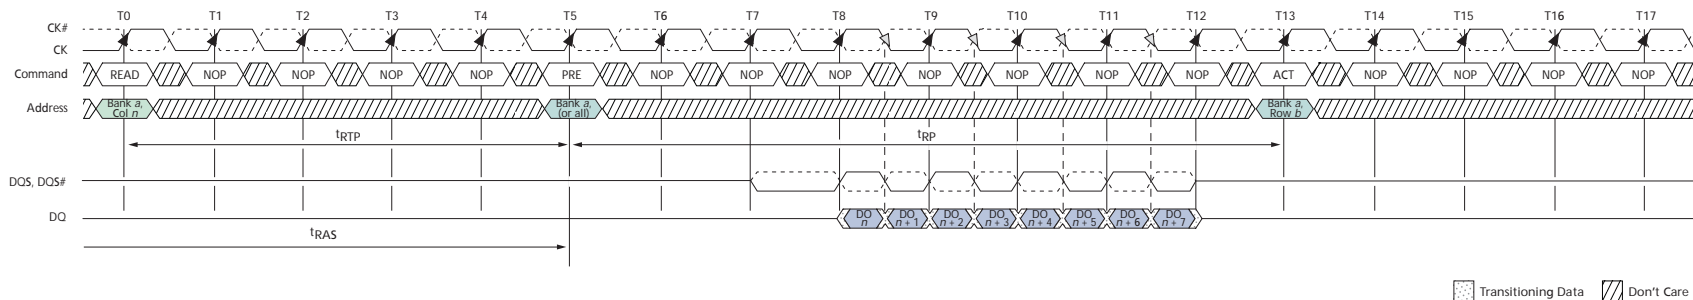 T0 T1 T2 T3 T4 T5 T6 T7 T8 T9 T10 T11 T12 T13 T14 T15 T16 T17
CK#
CK
Command READ NOP NOP NOP NOP PRE NOP NOP NOP NOP NOP NOP NOP ACT NOP NOP NOP NOP
Address Bank a, Col n Bank a, (or all) Bank a, Row b
tRTP tRP
DQS, DQS#
DQ DO n DO n + 1 DO n + 2 DO n + 3 DO n + 4 DO n + 5 DO n + 6 DO n + 7
tRAS
Transitioning Data Don't Care